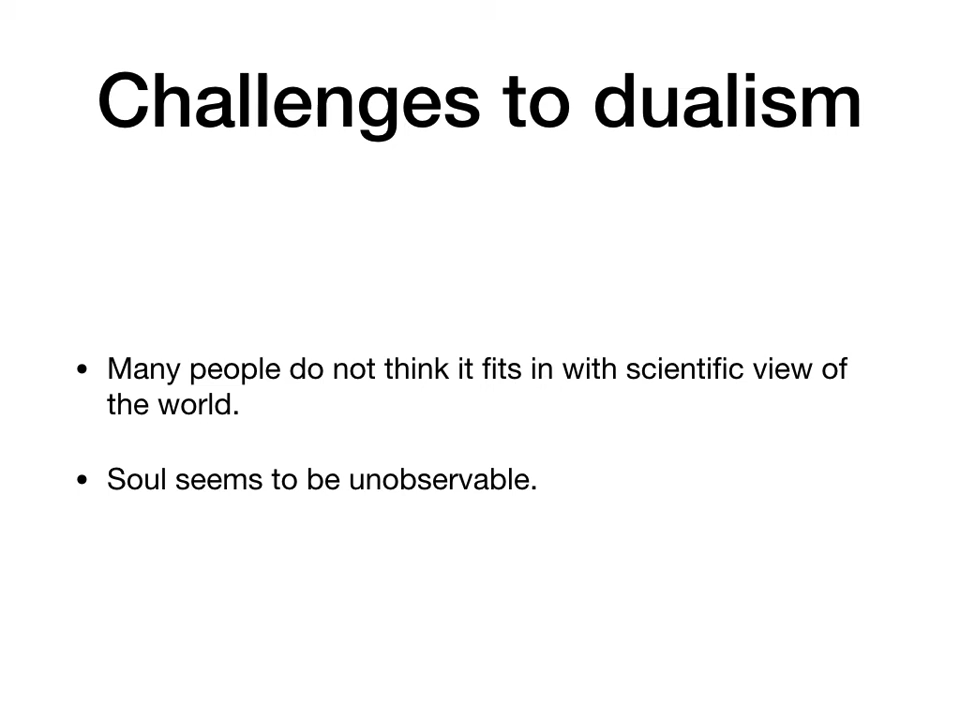 Challenges to dualism
• Many people do not think it fits in with scientific view of
the world.
• Soul seems to be unobservable.